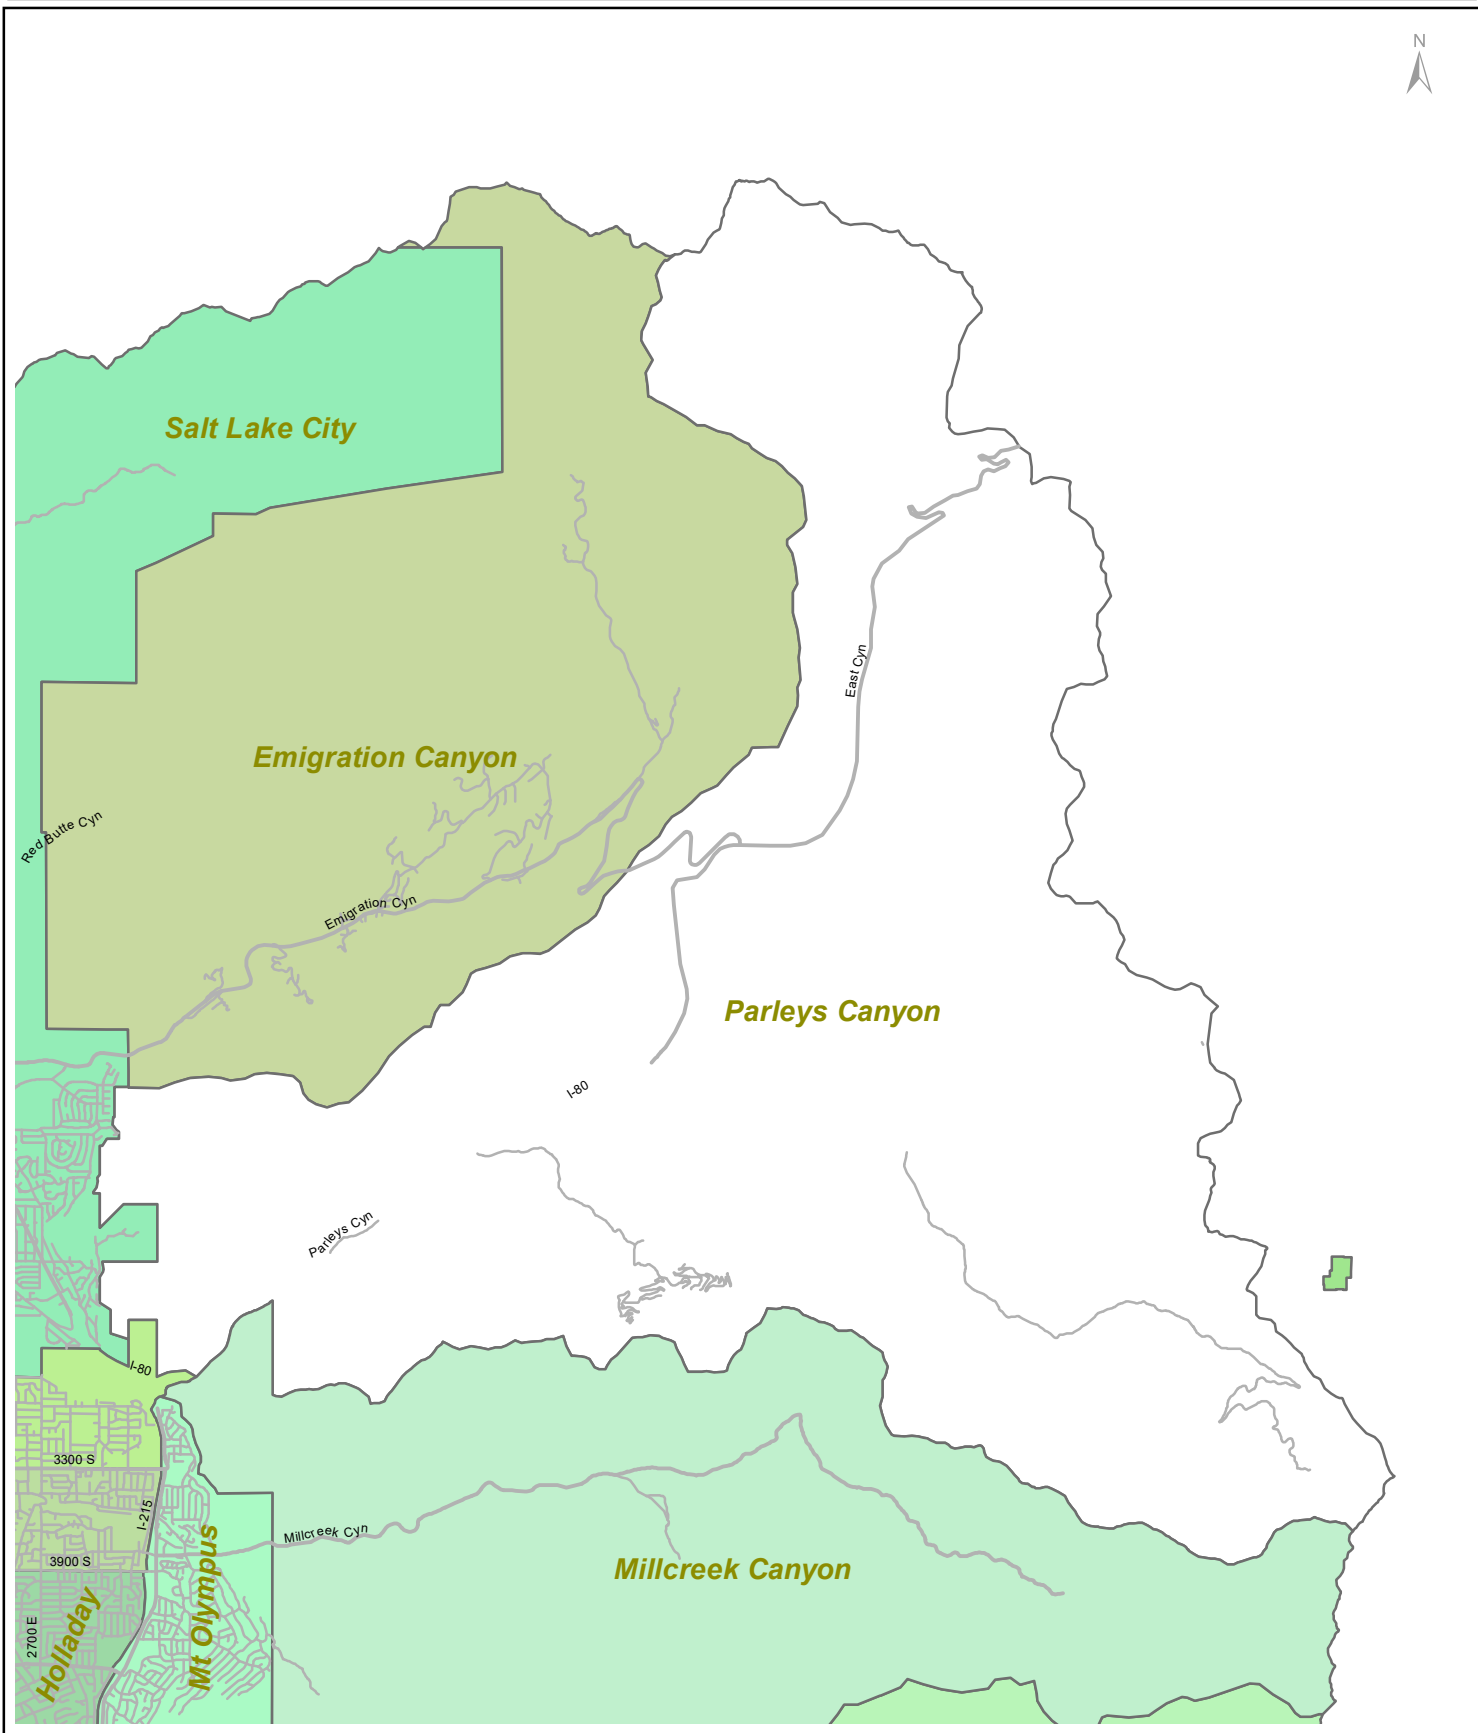 N
Salt Lake City
East Cyn
Emigration Canyon
Red Butte Cyn
Emigration Cyn
Parleys Canyon
I-80
Parleys Cyn
I-80
3300 S
I-215
Millcreek Cyn
3900 S
Millcreek Canyon
Mt Olympus
Holladay
2700 E